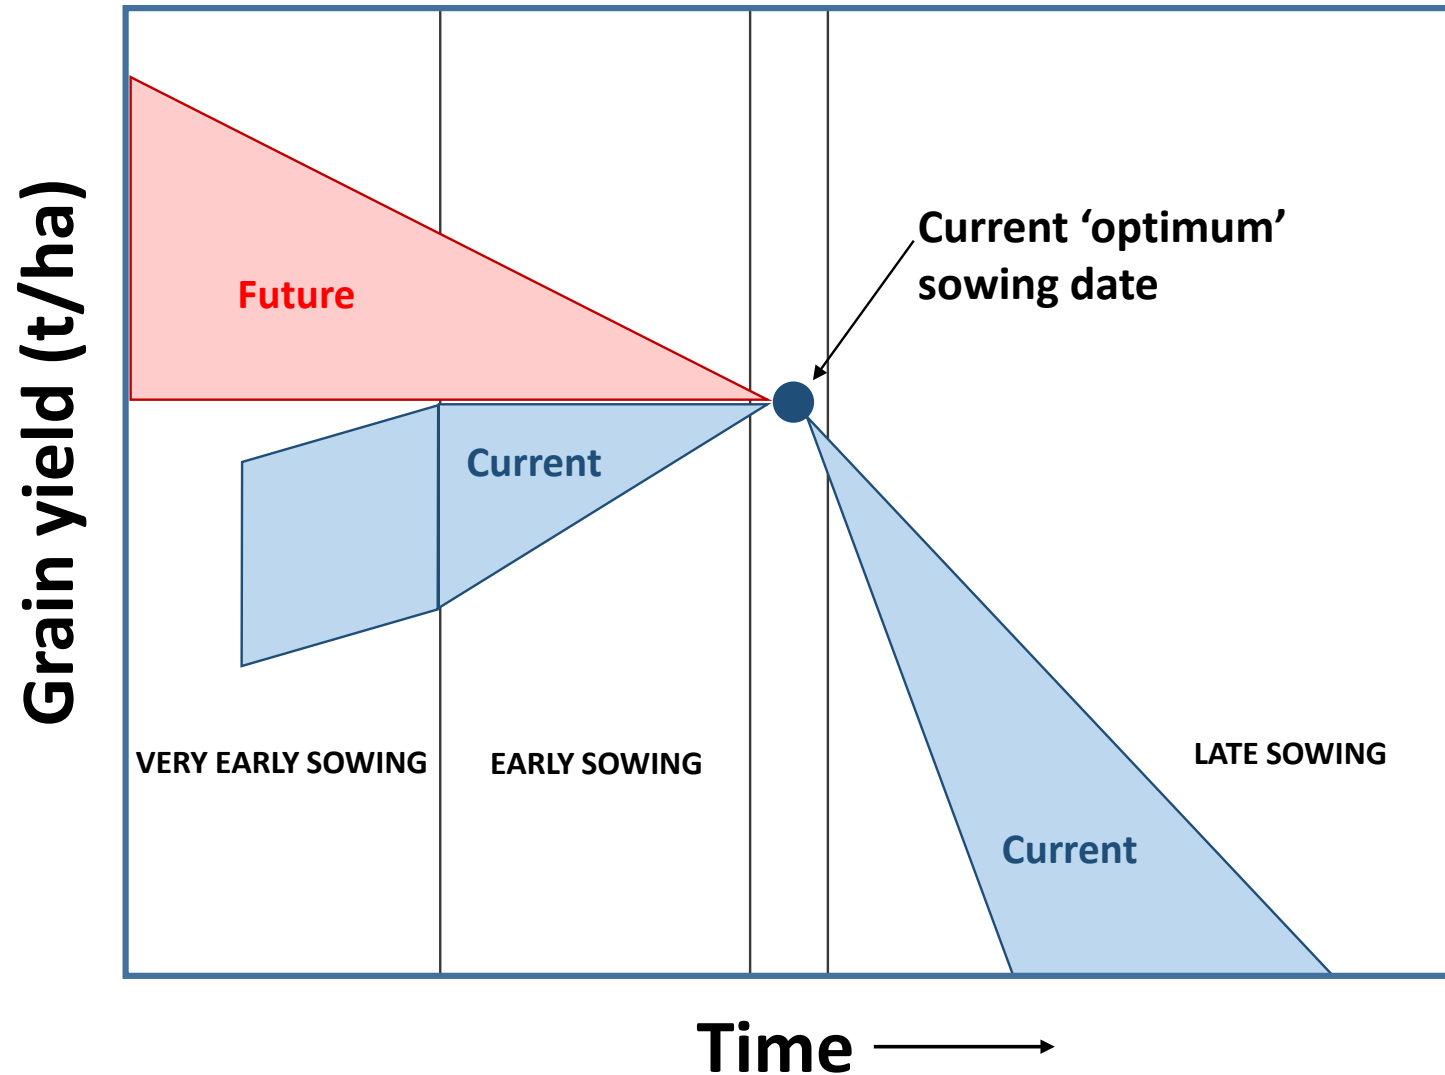 Grain yield (t/ha)
Future
Current ‘optimum’
sowing date
Current
VERY EARLY SOWING
EARLY SOWING
LATE SOWING
Current
Time